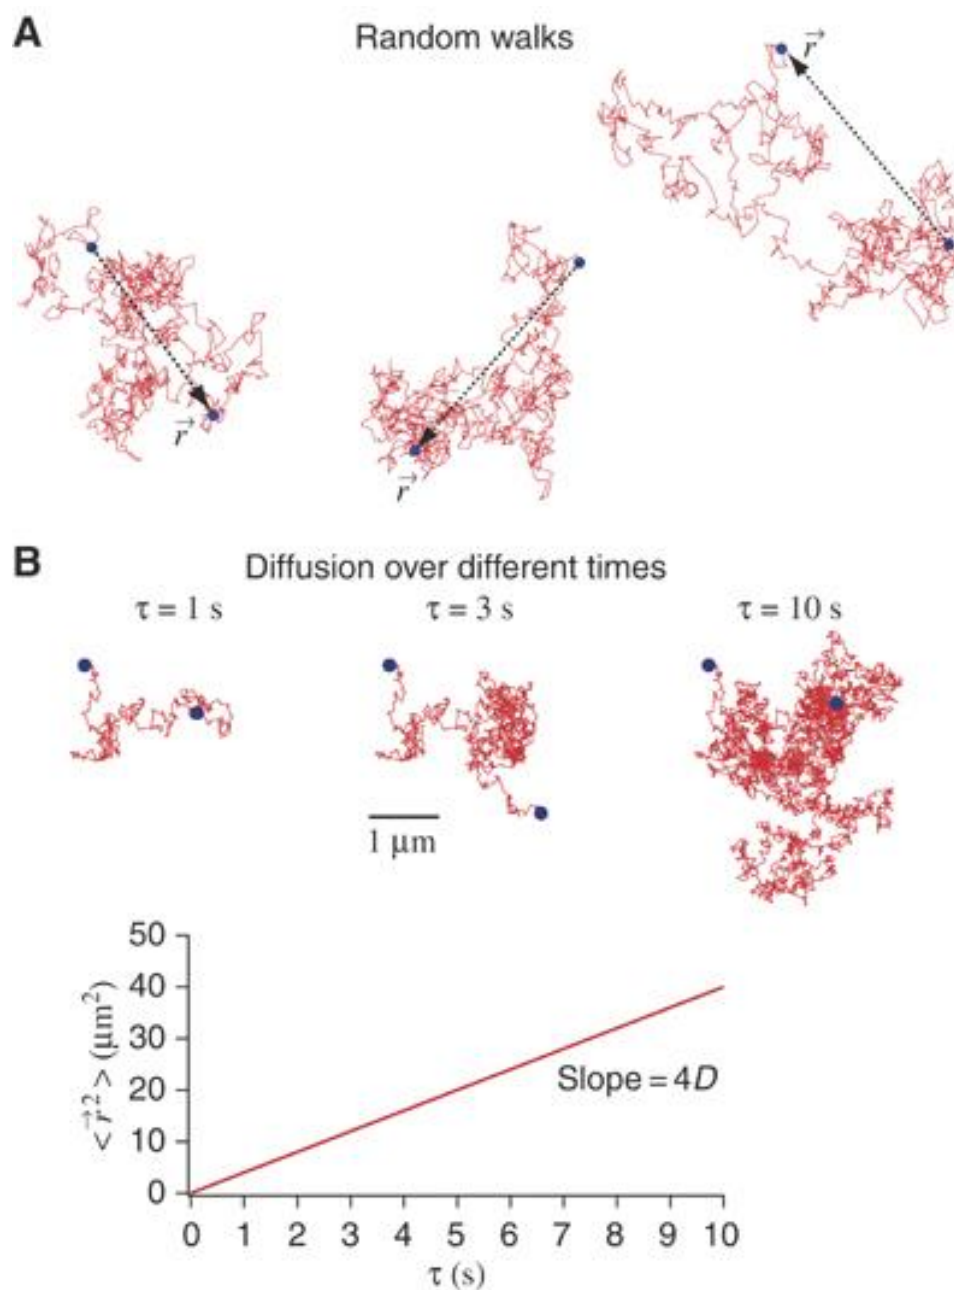 A
Random walks
r⃗
r⃗
r⃗
B
Diffusion over different times
τ = 1 s
τ = 3 s
τ = 10 s
1 μm
50
40
30
20
10
0
< r⃗ ² > (μm²)
Slope = 4D
0 1 2 3 4 5 6 7 8 9 10
τ (s)